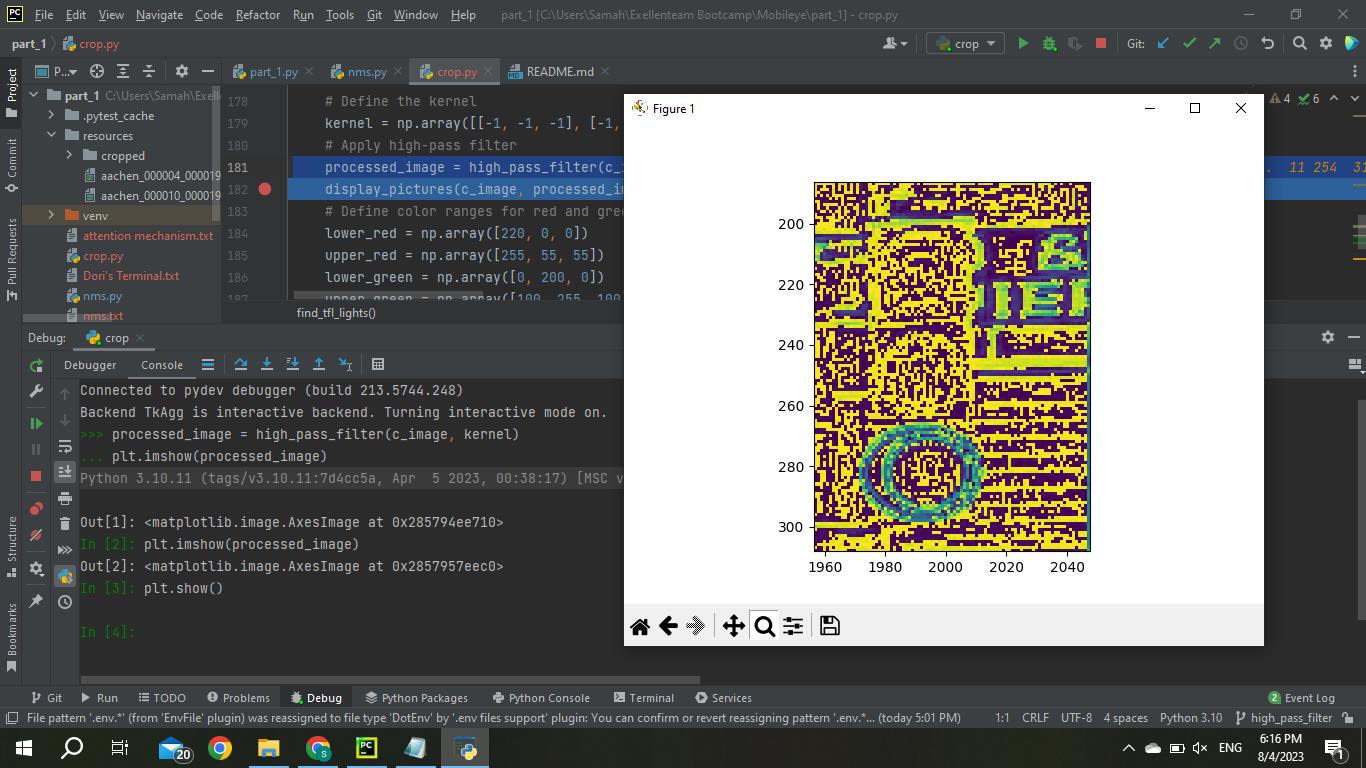 File Edit View Navigate Code Refactor Run Tools Git Window Help part_1 [C:\Users\Samah\Exellenteam Bootcamp\Mobileye\part_1] - crop.py
part_1 crop.py crop Git:
Project P... part_1.py nms.py crop.py README.md
part_1 C:\Users\Samah\Exelle
.pytest_cache
resources
cropped
aachen_000004_000019
aachen_000010_000019
venv
attention mechanism.txt
crop.py
Dori's Terminal.txt
nms.py
nms.txt
Commit
Pull Requests
178 # Define the kernel
179 kernel = np.array([[-1, -1, -1], [-1,
180 # Apply high-pass filter
181 processed_image = high_pass_filter(c_ 11 254 31
182 display_pictures(c_image, processed_im
183 # Define color ranges for red and gree
184 lower_red = np.array([220, 0, 0])
185 upper_red = np.array([255, 55, 55])
186 lower_green = np.array([0, 200, 0])
187 upper_green = np.array([100, 255, 100
find_tfl_lights()
4 6
Figure 1
200
220
240
260
280
300
1960 1980 2000 2020 2040
Debug: crop
Debugger Console
Connected to pydev debugger (build 213.5744.248)
Backend TkAgg is interactive backend. Turning interactive mode on.
>>> processed_image = high_pass_filter(c_image, kernel)
... plt.imshow(processed_image)
Python 3.10.11 (tags/v3.10.11:7d4cc5a, Apr  5 2023, 00:38:17) [MSC v
Out[1]: <matplotlib.image.AxesImage at 0x285794ee710>
In [2]: plt.imshow(processed_image)
Out[2]: <matplotlib.image.AxesImage at 0x2857957eec0>
In [3]: plt.show()
In [4]:
Structure
Bookmarks
Git Run TODO Problems Debug Python Packages Python Console Terminal Services 2 Event Log
File pattern '.env.*' (from 'EnvFile' plugin) was reassigned to file type 'DotEnv' by '.env files support' plugin: You can confirm or revert reassigning pattern '.env.*... (today 5:01 PM) 1:1 CRLF UTF-8 4 spaces Python 3.10 high_pass_filter
20 S PC ENG 6:16 PM
8/4/2023 1